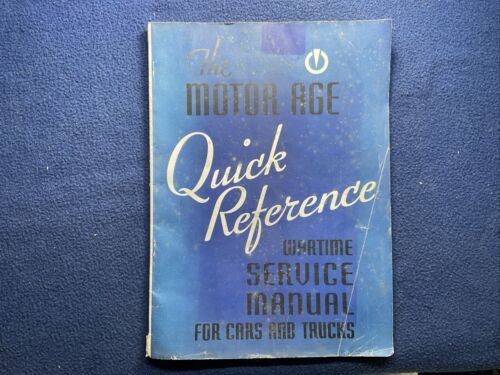 The
MOTOR AGE
Quick
Reference
WARTIME
SERVICE
MANUAL
FOR CARS AND TRUCKS